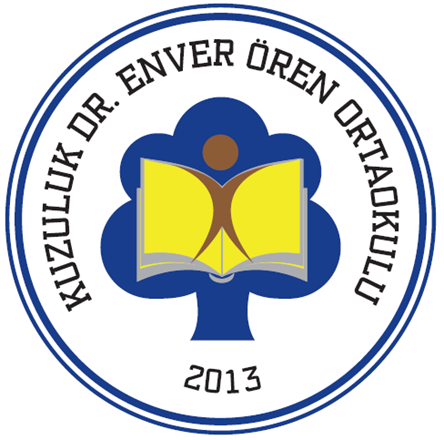 KUZULUK DR. ENVER ÖREN ORTAOKULU
2013